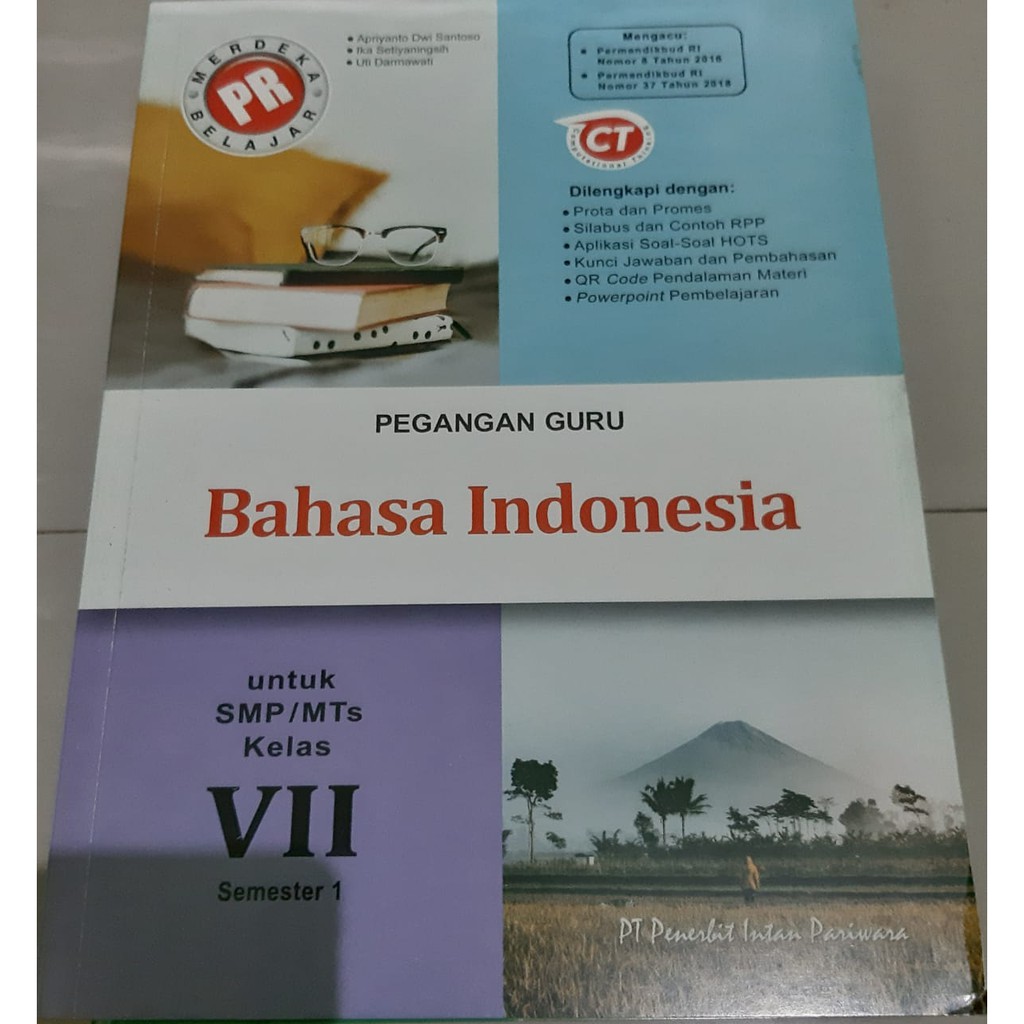 MERDEKA
PR
BELAJAR
• Apriyanto Dwi Santoso
• Ika Setiyaningsih
• Uti Darmawati
Mengacu:
• Permendikbud RI
Nomor 8 Tahun 2016
• Permendikbud RI
Nomor 37 Tahun 2018
CT
Computational Thinking
Dilengkapi dengan:
• Prota dan Promes
• Silabus dan Contoh RPP
• Aplikasi Soal-Soal HOTS
• Kunci Jawaban dan Pembahasan
• QR Code Pendalaman Materi
• Powerpoint Pembelajaran
PEGANGAN GURU
Bahasa Indonesia
untuk
SMP/MTs
Kelas
VII
Semester 1
PT Penerbit Intan Pariwara